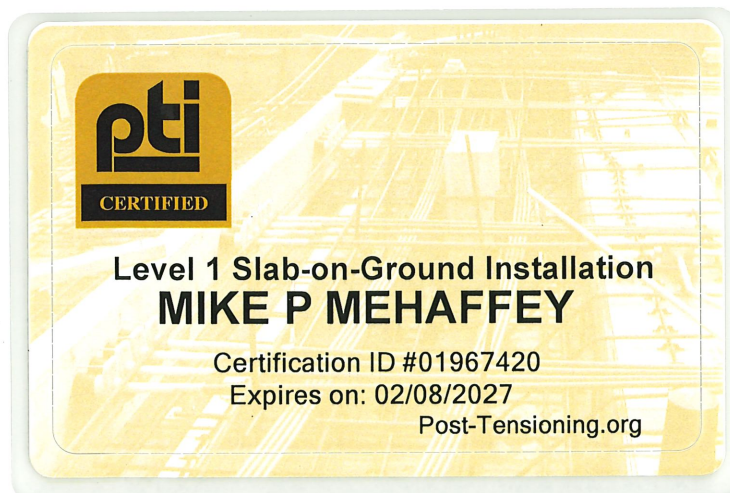 pti
CERTIFIED
Level 1 Slab-on-Ground Installation
MIKE P MEHAFFEY
Certification ID #01967420
Expires on: 02/08/2027
Post-Tensioning.org